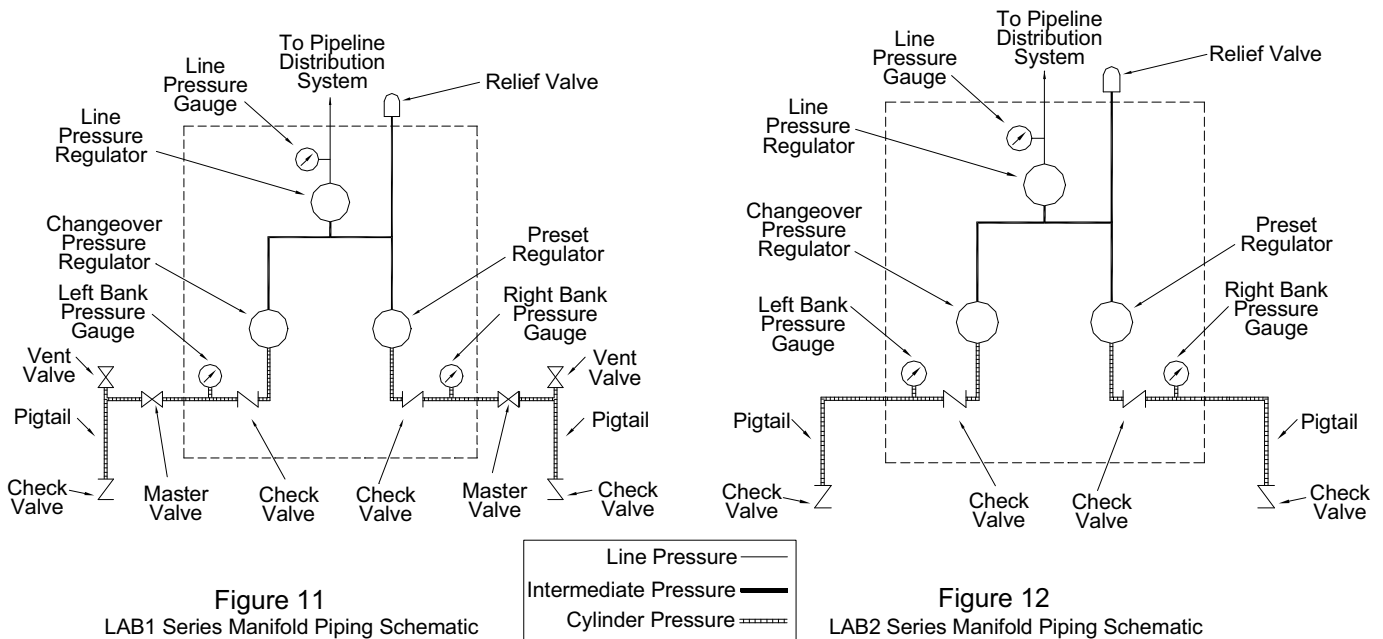 To Pipeline
Distribution
System
Line
Pressure
Gauge
Relief Valve
Line
Pressure
Regulator
Changeover
Pressure
Regulator
Preset
Regulator
Left Bank
Pressure
Gauge
Right Bank
Pressure
Gauge
Vent
Valve
Vent
Valve
Pigtail
Pigtail
Check
Valve
Master
Valve
Check
Valve
Check
Valve
Master
Valve
Check
Valve
Figure 11
LAB1 Series Manifold Piping Schematic
To Pipeline
Distribution
System
Line
Pressure
Gauge
Relief Valve
Line
Pressure
Regulator
Changeover
Pressure
Regulator
Preset
Regulator
Left Bank
Pressure
Gauge
Right Bank
Pressure
Gauge
Pigtail
Pigtail
Check
Valve
Check
Valve
Check
Valve
Check
Valve
Line Pressure
Intermediate Pressure
Cylinder Pressure
Figure 12
LAB2 Series Manifold Piping Schematic